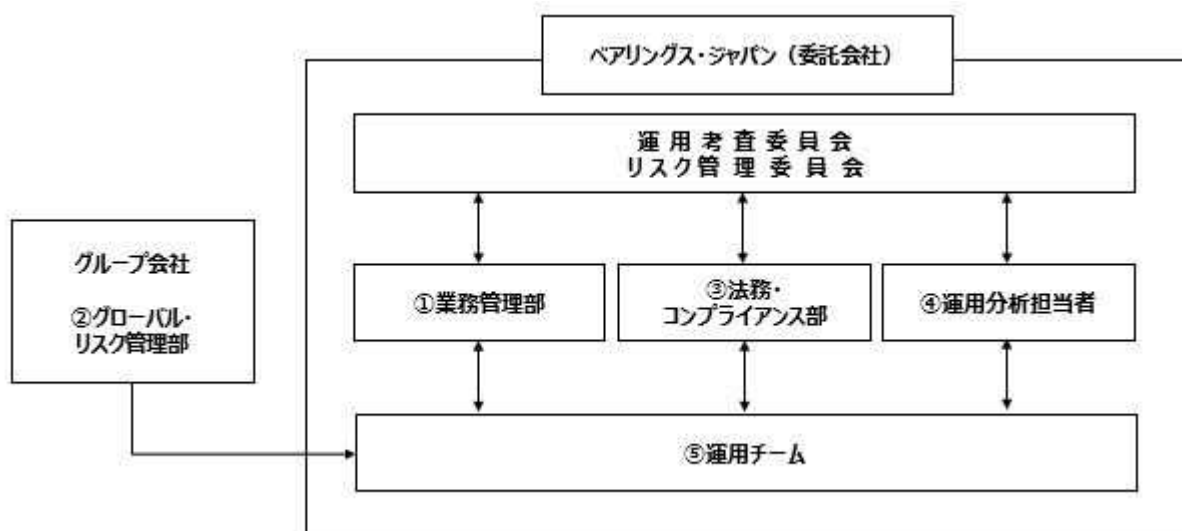 ベアリングス・ジャパン（委託会社）
運用考査委員会
リスク管理委員会
グループ会社
②グローバル・
リスク管理部
①業務管理部
③法務・
コンプライアンス部
④運用分析担当者
⑤運用チーム